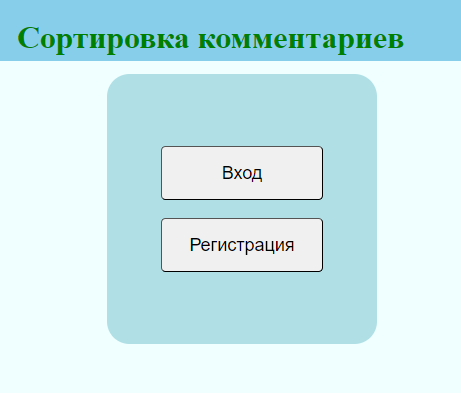 Сортировка комментариев
Вход
Регистрация